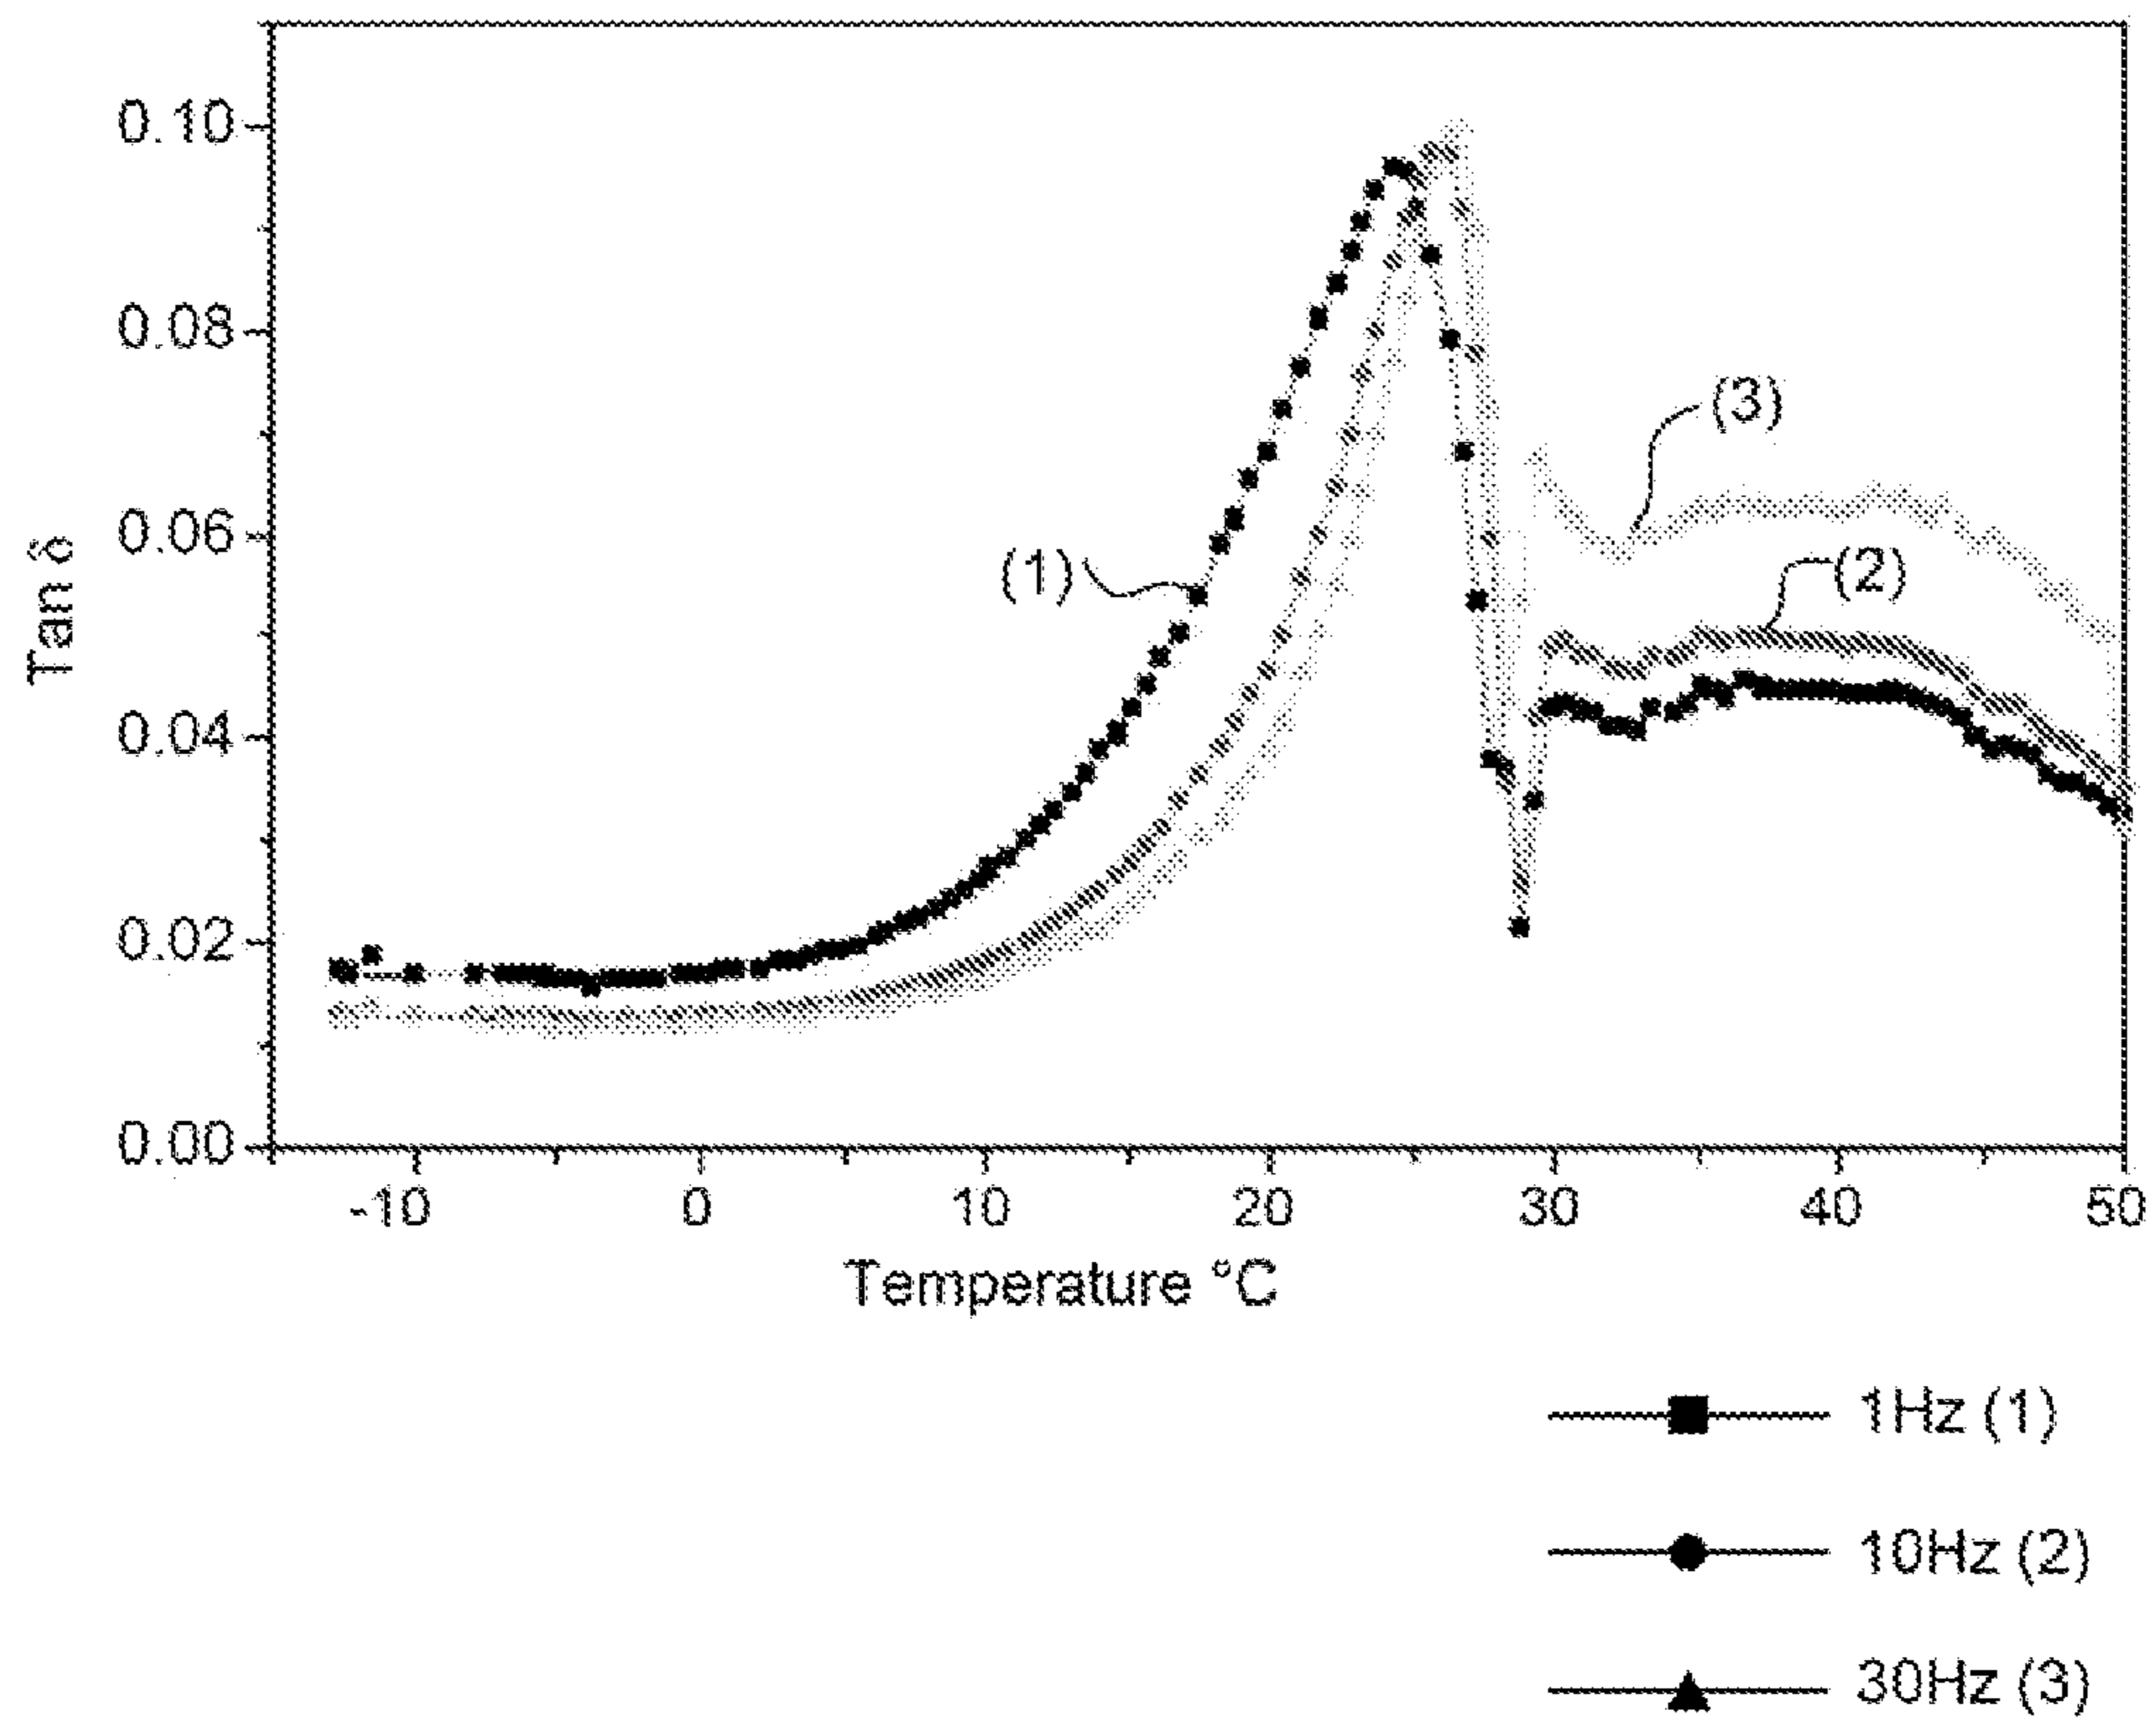 0.10
0.08
0.06
0.04
0.02
0.00
Tan δ
(1)
(2)
(3)
-10 0 10 20 30 40 50
Temperature °C
1Hz (1)
10Hz (2)
30Hz (3)